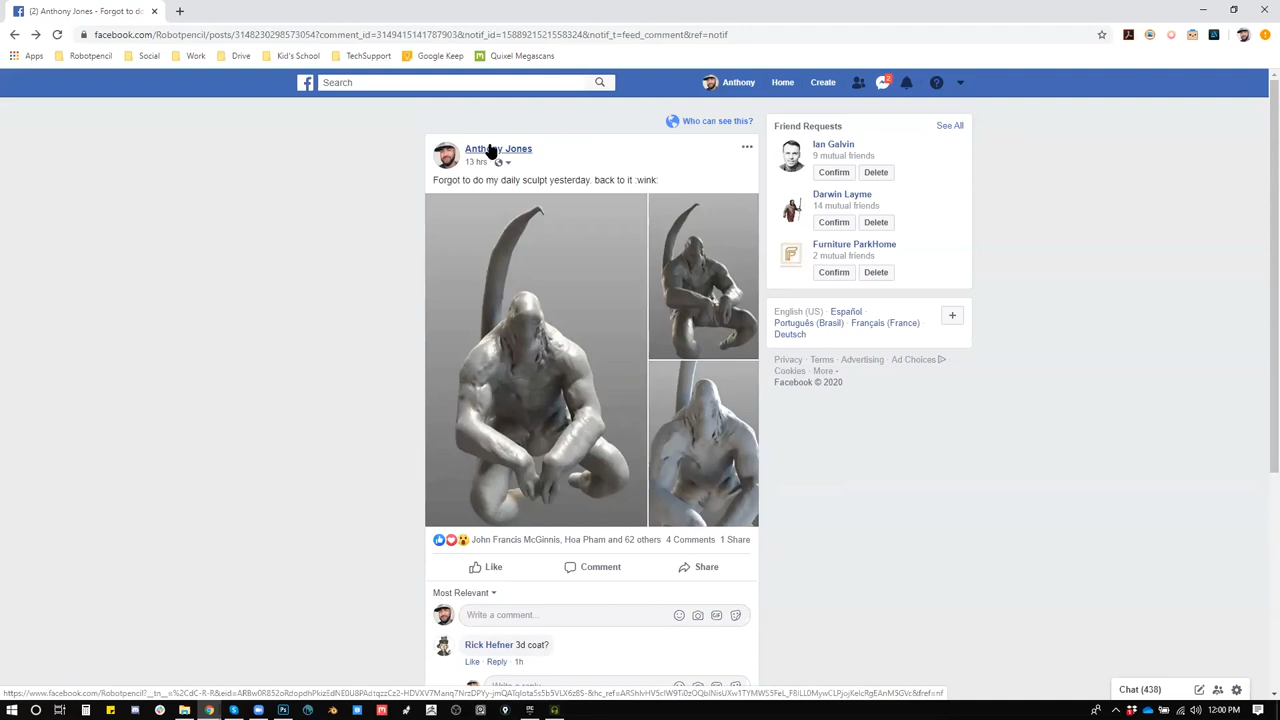 (2) Anthony Jones - Forgot to do
facebook.com/Robotpencil/posts/3148230298573054?comment_id=3149415141787903&notif_id=1588921521558324&notif_t=feed_comment&ref=notif
Apps Robotpencil Social Work Drive Kid's School TechSupport Google Keep Quixel Megascans
Search
Anthony Home Create 2
Who can see this?
Anthony Jones
13 hrs
Forgot to do my daily sculpt yesterday. back to it :wink:
John Francis McGinnis, Hoa Pham and 62 others 4 Comments 1 Share
Like Comment Share
Most Relevant
Write a comment...
GIF
Rick Hefner 3d coat?
Like · Reply · 1h
Write a reply...
Friend Requests See All
Ian Galvin
9 mutual friends
Confirm Delete
Darwin Layme
14 mutual friends
Confirm Delete
Furniture ParkHome
2 mutual friends
Confirm Delete
English (US) · Español ·
Português (Brasil) · Français (France) ·
Deutsch
Privacy · Terms · Advertising · Ad Choices ·
Cookies · More
Facebook © 2020
Chat (438)
12:00 PM